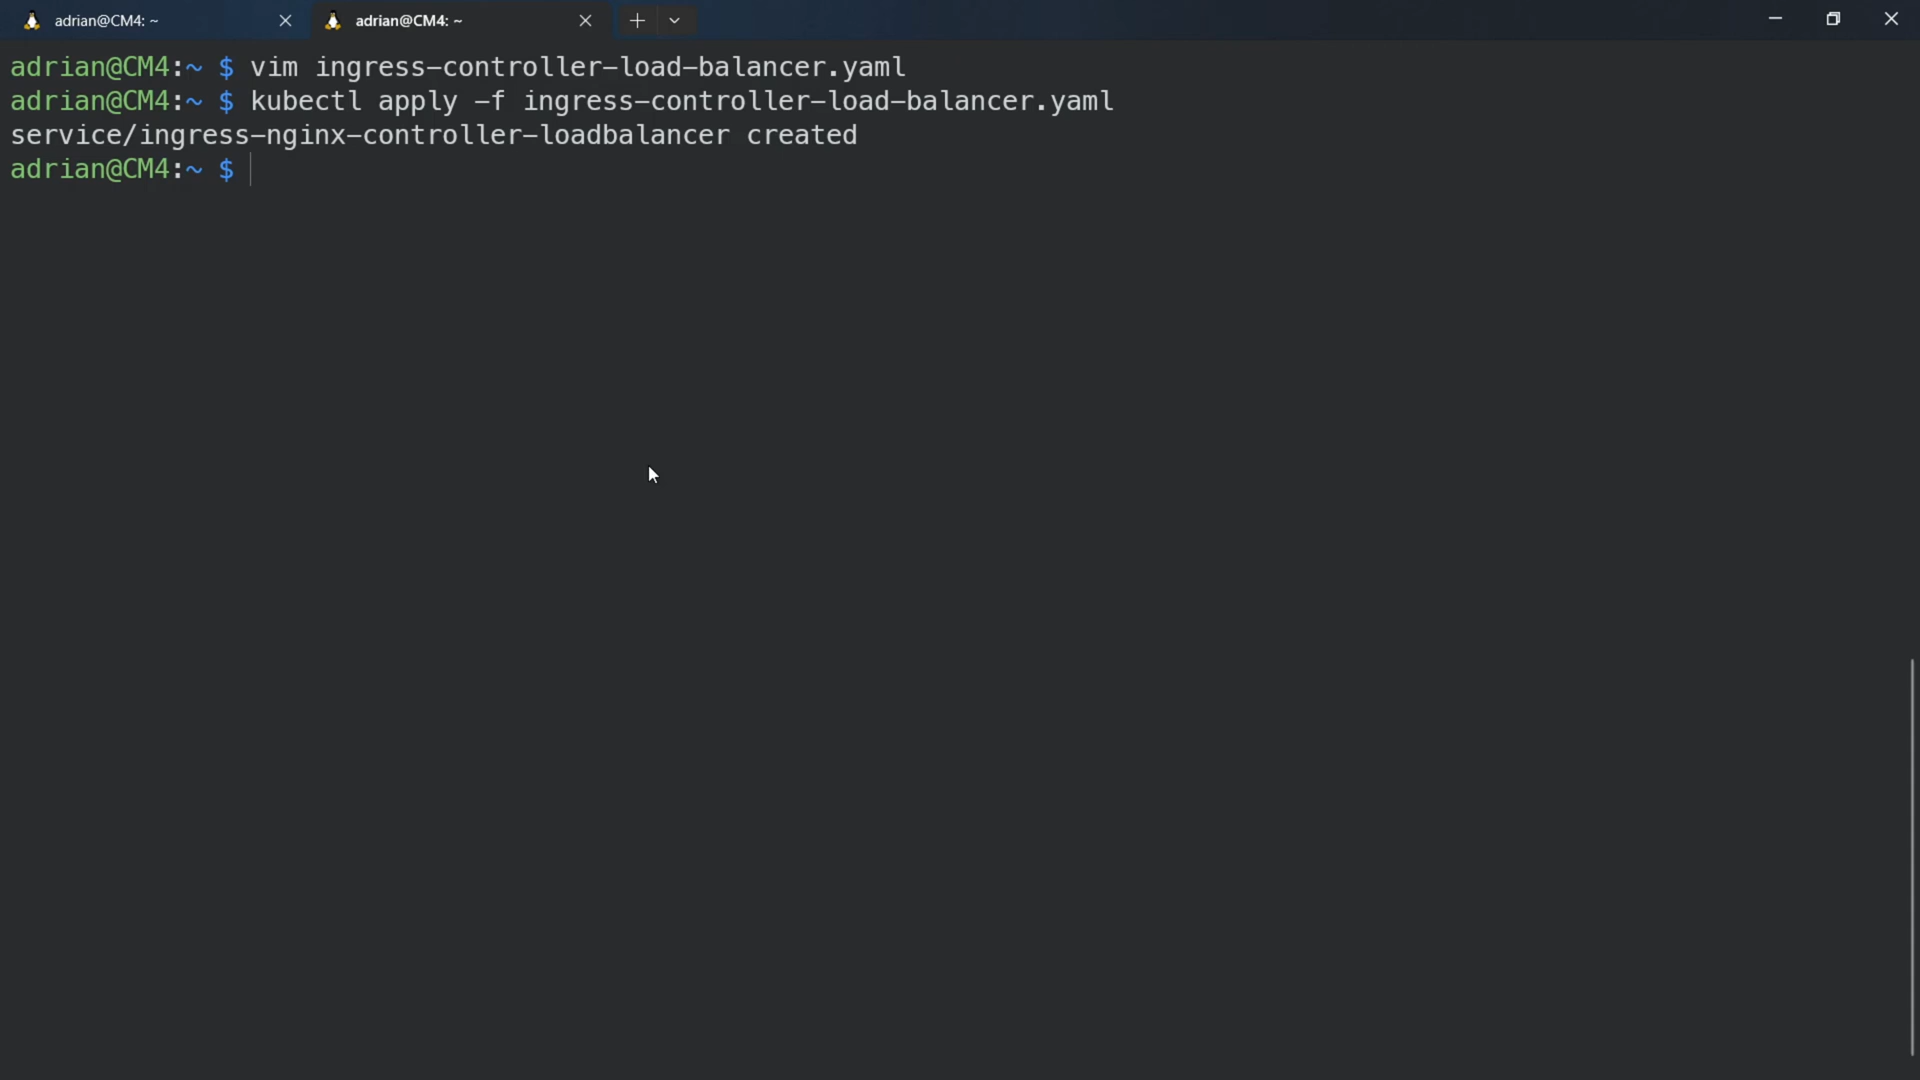 adrian@CM4: ~
adrian@CM4: ~
adrian@CM4:~ $ vim ingress-controller-load-balancer.yaml
adrian@CM4:~ $ kubectl apply -f ingress-controller-load-balancer.yaml
service/ingress-nginx-controller-loadbalancer created
adrian@CM4:~ $